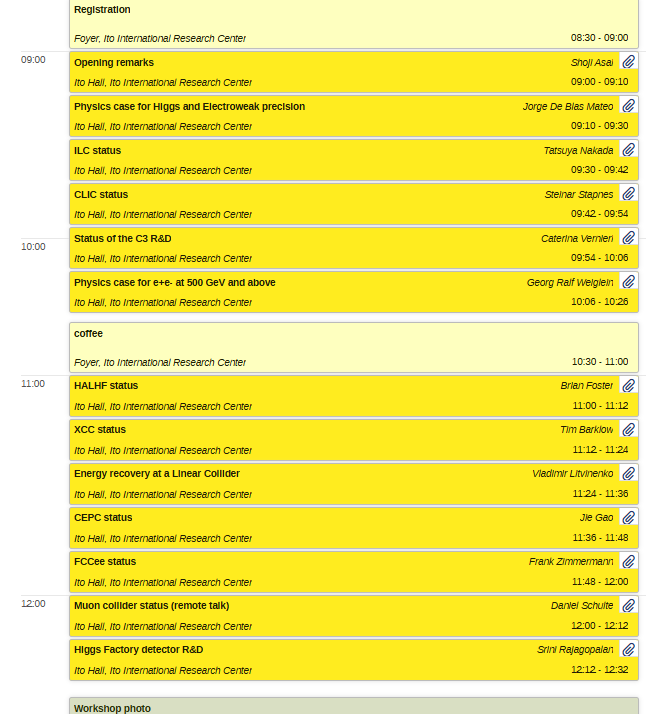 Registration
Foyer, Ito International Research Center 08:30 - 09:00
09:00
Opening remarks Shoji Asai
Ito Hall, Ito International Research Center 09:00 - 09:10
Physics case for Higgs and Electroweak precision Jorge De Blas Mateo
Ito Hall, Ito International Research Center 09:10 - 09:30
ILC status Tatsuya Nakada
Ito Hall, Ito International Research Center 09:30 - 09:42
CLIC status Steinar Stapnes
Ito Hall, Ito International Research Center 09:42 - 09:54
Status of the C3 R&D Caterina Vernieri
10:00
Ito Hall, Ito International Research Center 09:54 - 10:06
Physics case for e+e- at 500 GeV and above Georg Ralf Weiglein
Ito Hall, Ito International Research Center 10:06 - 10:26
coffee
Foyer, Ito International Research Center 10:30 - 11:00
11:00
HALHF status Brian Foster
Ito Hall, Ito International Research Center 11:00 - 11:12
XCC status Tim Barklow
Ito Hall, Ito International Research Center 11:12 - 11:24
Energy recovery at a Linear Collider Vladimir Litvinenko
Ito Hall, Ito International Research Center 11:24 - 11:36
CEPC status Jie Gao
Ito Hall, Ito International Research Center 11:36 - 11:48
FCCee status Frank Zimmermann
Ito Hall, Ito International Research Center 11:48 - 12:00
12:00
Muon collider status (remote talk) Daniel Schulte
Ito Hall, Ito International Research Center 12:00 - 12:12
Higgs Factory detector R&D Srini Rajagopalan
Ito Hall, Ito International Research Center 12:12 - 12:32
Workshop photo